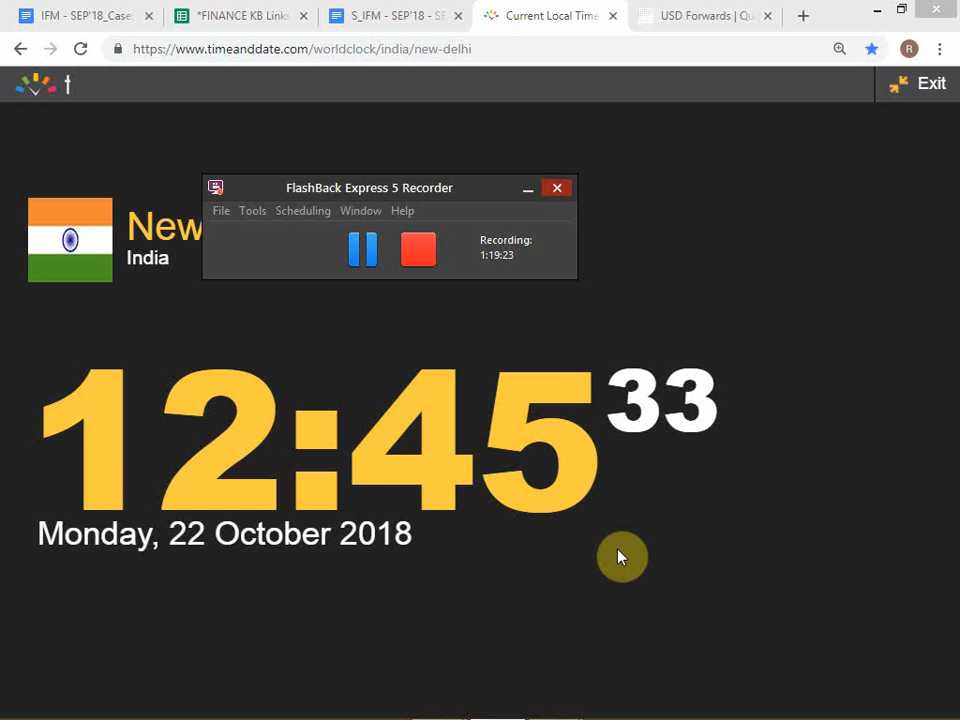 IFM - SEP'18_Case
*FINANCE KB Link
S_IFM - SEP'18 - SE
Current Local Time
USD Forwards | Qu
https://www.timeanddate.com/worldclock/india/new-delhi
R
t
Exit
FlashBack Express 5 Recorder
File Tools Scheduling Window Help
Recording:
1:19:23
New
India
12:45 33
Monday, 22 October 2018